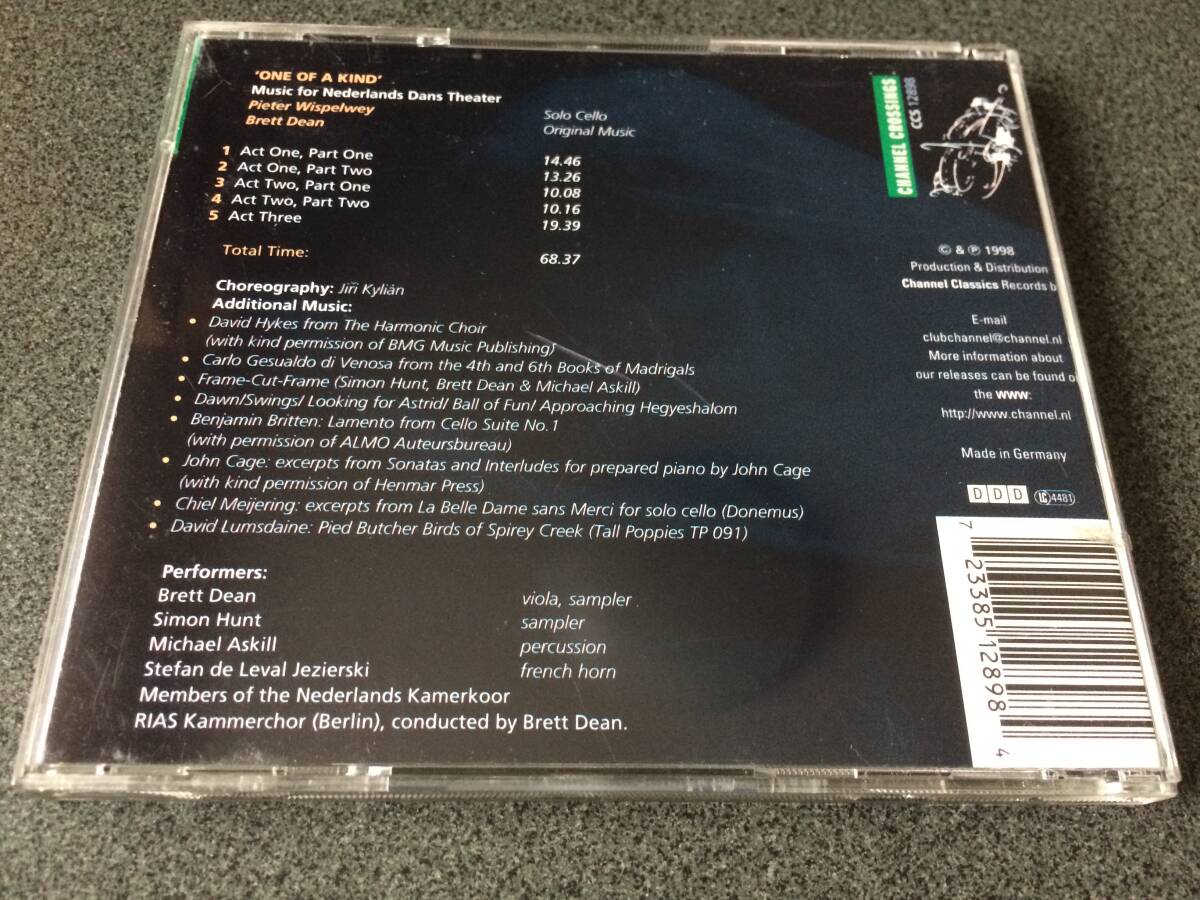 'ONE OF A KIND'
Music for Nederlands Dans Theater
Pieter Wispelwey Solo Cello
Brett Dean Original Music
1 Act One, Part One 14.46
2 Act One, Part Two 13.26
3 Act Two, Part One 10.08
4 Act Two, Part Two 10.16
5 Act Three 19.39
Total Time: 68.37
Choreography: Jiří Kylián
Additional Music:
• David Hykes from The Harmonic Choir
(with kind permission of BMG Music Publishing)
• Carlo Gesualdo di Venosa from the 4th and 6th Books of Madrigals
• Frame-Cut-Frame (Simon Hunt, Brett Dean & Michael Askill)
• Dawn/Swings/ Looking for Astrid/ Ball of Fun/ Approaching Hegyeshalom
• Benjamin Britten: Lamento from Cello Suite No.1
(with permission of ALMO Auteursbureau)
• John Cage: excerpts from Sonatas and Interludes for prepared piano by John Cage
(with kind permission of Henmar Press)
• Chiel Meijering: excerpts from La Belle Dame sans Merci for solo cello (Donemus)
• David Lumsdaine: Pied Butcher Birds of Spirey Creek (Tall Poppies TP 091)
Performers:
Brett Dean viola, sampler
Simon Hunt sampler
Michael Askill percussion
Stefan de Leval Jezierski french horn
Members of the Nederlands Kamerkoor
RIAS Kammerchor (Berlin), conducted by Brett Dean.
CHANNEL CROSSINGS
CCS 12898
© & ℗ 1998
Production & Distribution
Channel Classics Records b
E-mail
clubchannel@channel.nl
More information about
our releases can be found o
the WWW:
http://www.channel.nl
Made in Germany
DDD LC 4481
7 23385 12898 4